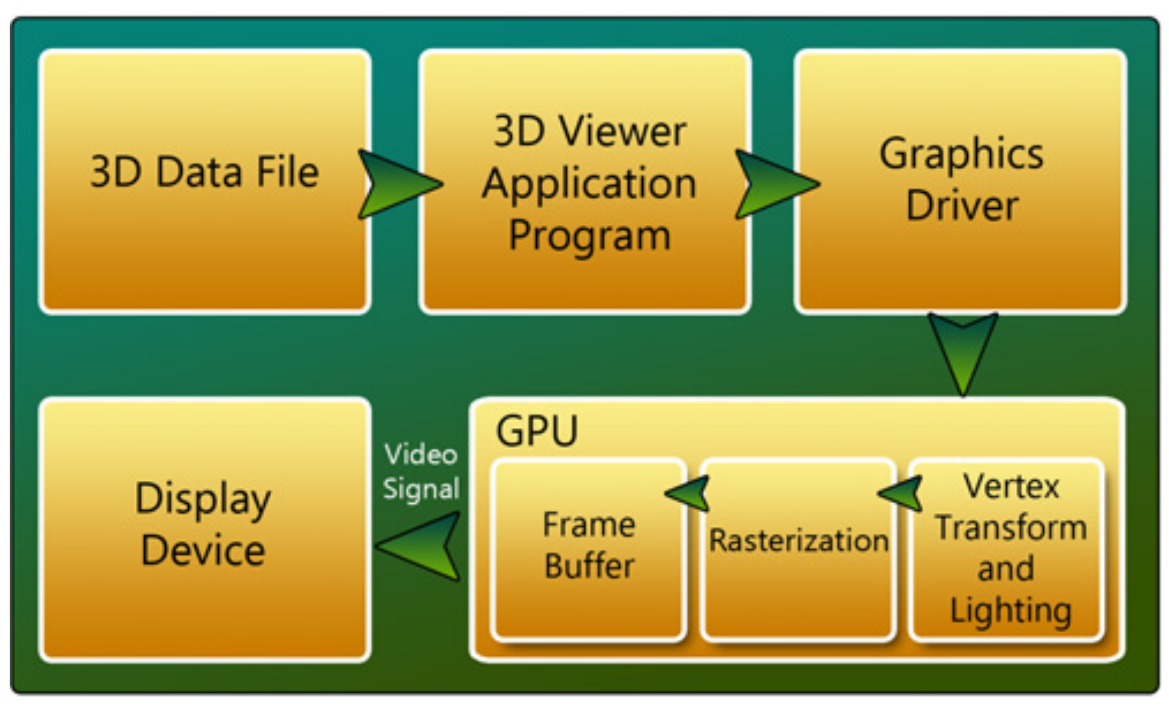 3D Data File
3D Viewer
Application
Program
Graphics
Driver
GPU
Vertex
Transform
and
Lighting
Rasterization
Frame
Buffer
Video
Signal
Display
Device